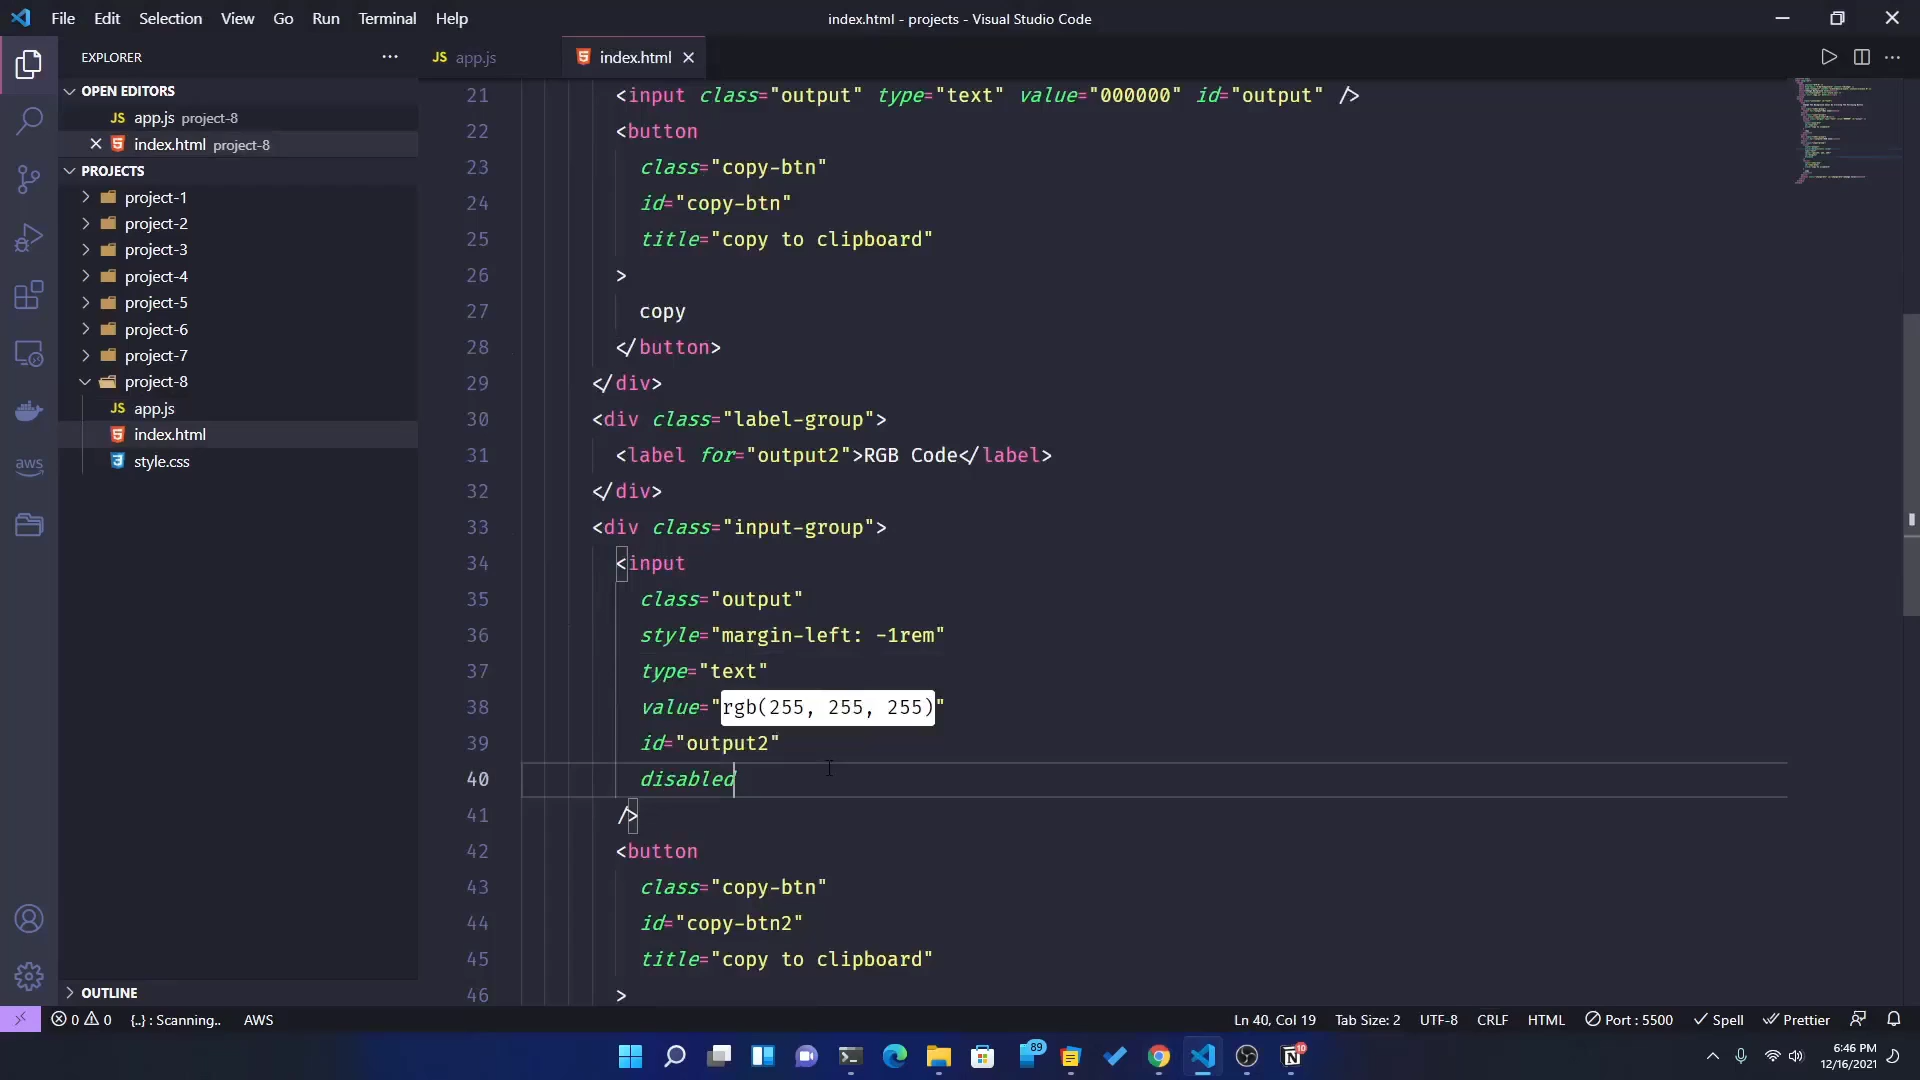 File Edit Selection View Go Run Terminal Help
index.html - projects - Visual Studio Code
EXPLORER
OPEN EDITORS
JS app.js project-8
index.html project-8
PROJECTS
project-1
project-2
project-3
project-4
project-5
project-6
project-7
project-8
JS app.js
index.html
style.css
aws
OUTLINE
JS app.js
index.html
21 <input class="output" type="text" value="000000" id="output" />
22 <button
23 class="copy-btn"
24 id="copy-btn"
25 title="copy to clipboard"
26 >
27 copy
28 </button>
29 </div>
30 <div class="label-group">
31 <label for="output2">RGB Code</label>
32 </div>
33 <div class="input-group">
34 <input
35 class="output"
36 style="margin-left: -1rem"
37 type="text"
38 value="rgb(255, 255, 255)"
39 id="output2"
40 disabled
41 />
42 <button
43 class="copy-btn"
44 id="copy-btn2"
45 title="copy to clipboard"
46 >
0 0 {..} : Scanning.. AWS
Ln 40, Col 19 Tab Size: 2 UTF-8 CRLF HTML Port : 5500 Spell Prettier
89
10
6:46 PM
12/16/2021